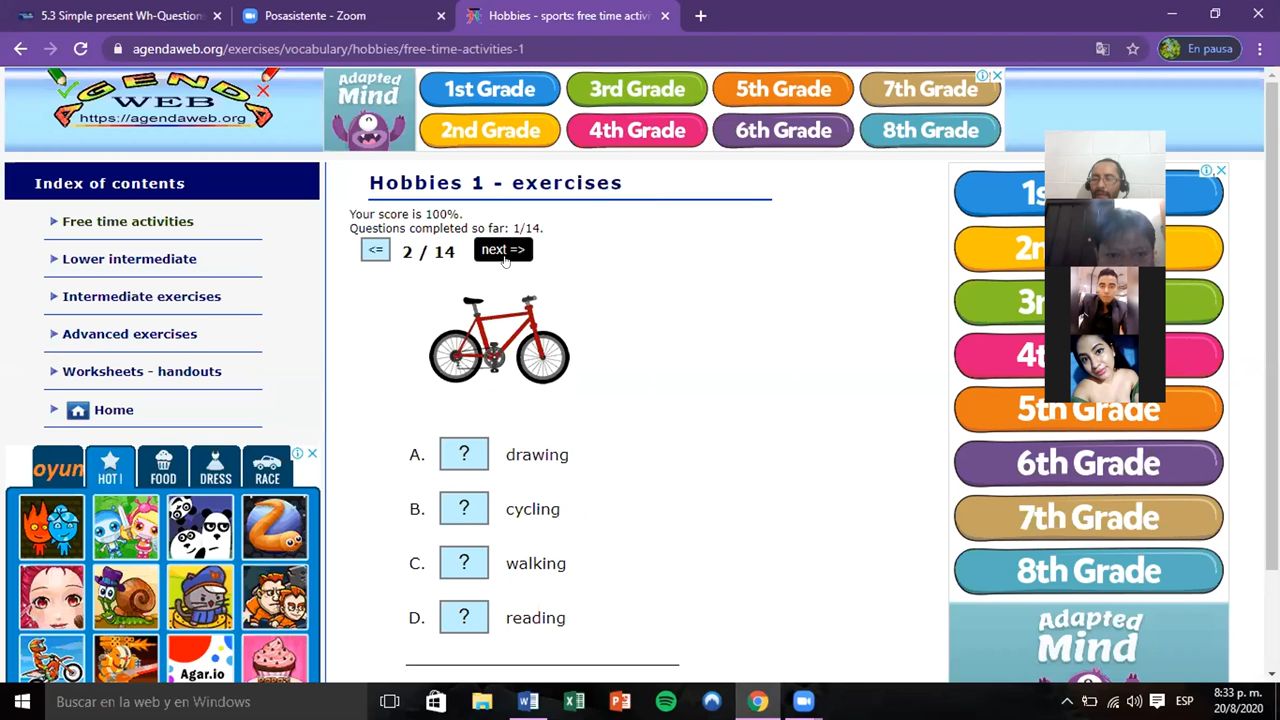 5.3 Simple present Wh-Question
Posasistente - Zoom
Hobbies - sports: free time activi
agendaweb.org/exercises/vocabulary/hobbies/free-time-activities-1
En pausa
AGENDA
WEB
https://agendaweb.org
Adapted
Mind
1st Grade
3rd Grade
5th Grade
7th Grade
2nd Grade
4th Grade
6th Grade
8th Grade
Index of contents
Free time activities
Lower intermediate
Intermediate exercises
Advanced exercises
Worksheets - handouts
Home
Hobbies 1 - exercises
Your score is 100%.
Questions completed so far: 1/14.
<= 2 / 14 next =>
A. ? drawing
B. ? cycling
C. ? walking
D. ? reading
oyun
HOT!
FOOD
DRESS
RACE
Agar.io
1s
2n
3r
4t
5th Grade
6th Grade
7th Grade
8th Grade
Adapted
Mind
Buscar en la web y en Windows
ESP
8:33 p. m.
20/8/2020